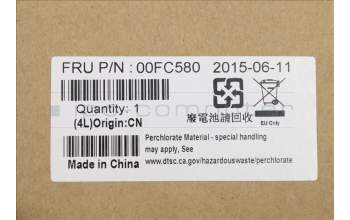 FRU P/N : 00FC580 2015-06-11
Quantity: 1
(4L)Origin:CN
廢電池請回收
EU Only
Perchlorate Material - special handling
may apply, See
www.dtsc.ca.gov/hazardouswaste/perchlorate
Made in China